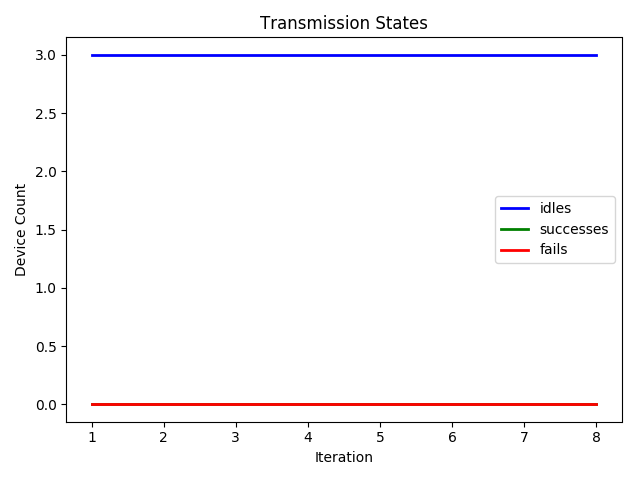 Transmission States
3.0
2.5
2.0
1.5
1.0
0.5
0.0
Device Count
idles
successes
fails
1 2 3 4 5 6 7 8
Iteration